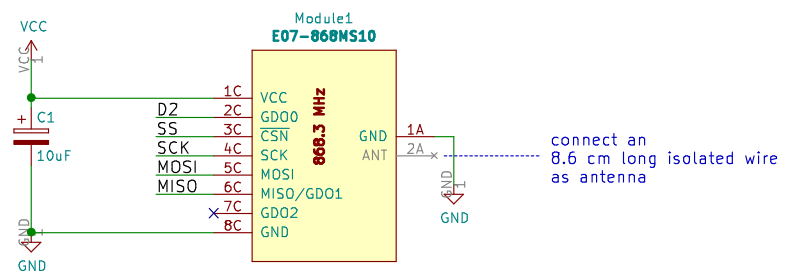 Module1
E07-868MS10
VCC
VCC
1
1C
VCC
D2
2C
GDO0
SS
3C
CSN
SCK
4C
SCK
MOSI
5C
MOSI
MISO
6C
MISO/GDO1
7C
GDO2
8C
GND
868.3 MHz
GND
1A
ANT
2A
+
C1
10uF
GND
1
GND
GND
1
GND
connect an
8.6 cm long isolated wire
as antenna